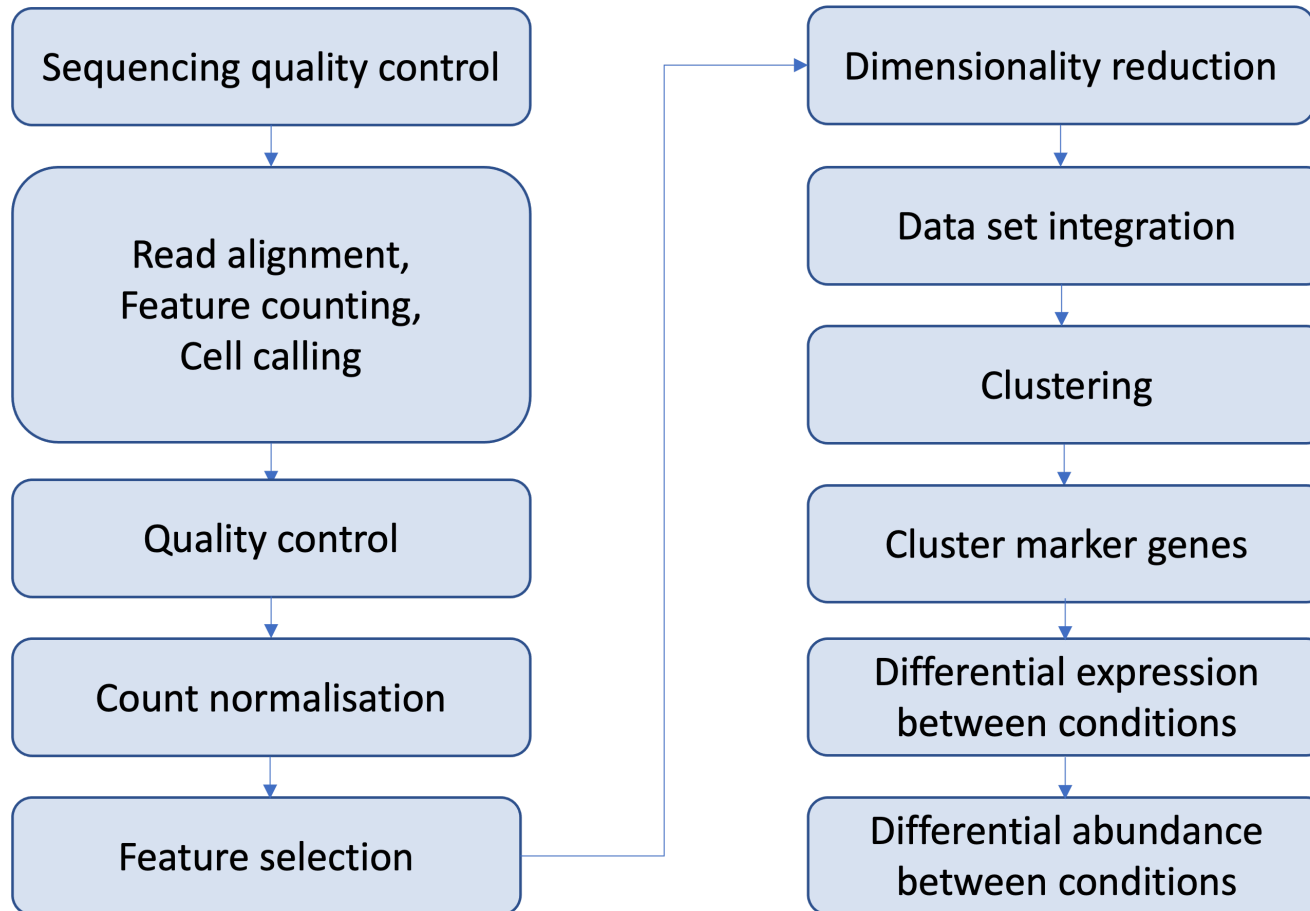 Sequencing quality control
Read alignment,
Feature counting,
Cell calling
Quality control
Count normalisation
Feature selection
Dimensionality reduction
Data set integration
Clustering
Cluster marker genes
Differential expression
between conditions
Differential abundance
between conditions